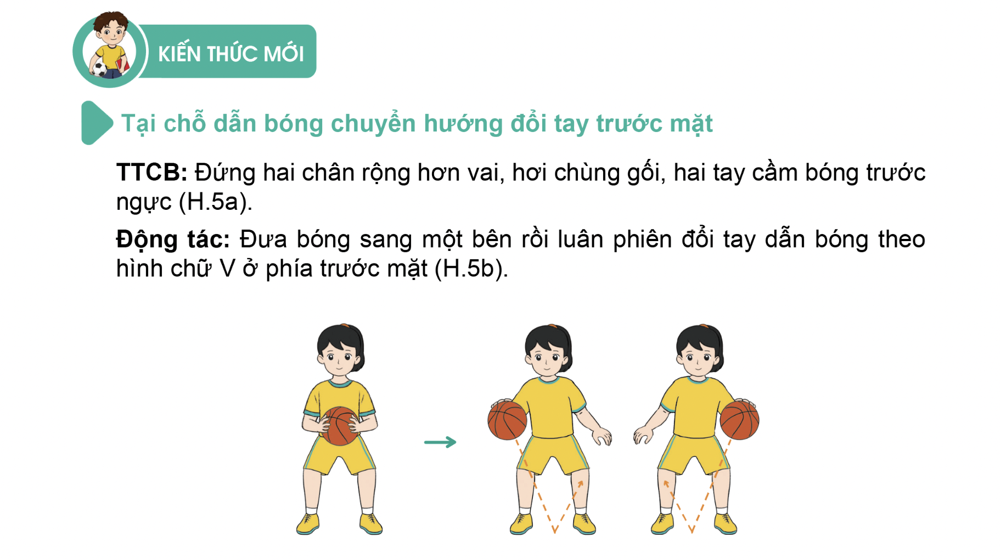 KIẾN THỨC MỚI
Tại chỗ dẫn bóng chuyển hướng đổi tay trước mặt
TTCB: Đứng hai chân rộng hơn vai, hơi chùng gối, hai tay cầm bóng trước
ngực (H.5a).
Động tác: Đưa bóng sang một bên rồi luân phiên đổi tay dẫn bóng theo
hình chữ V ở phía trước mặt (H.5b).